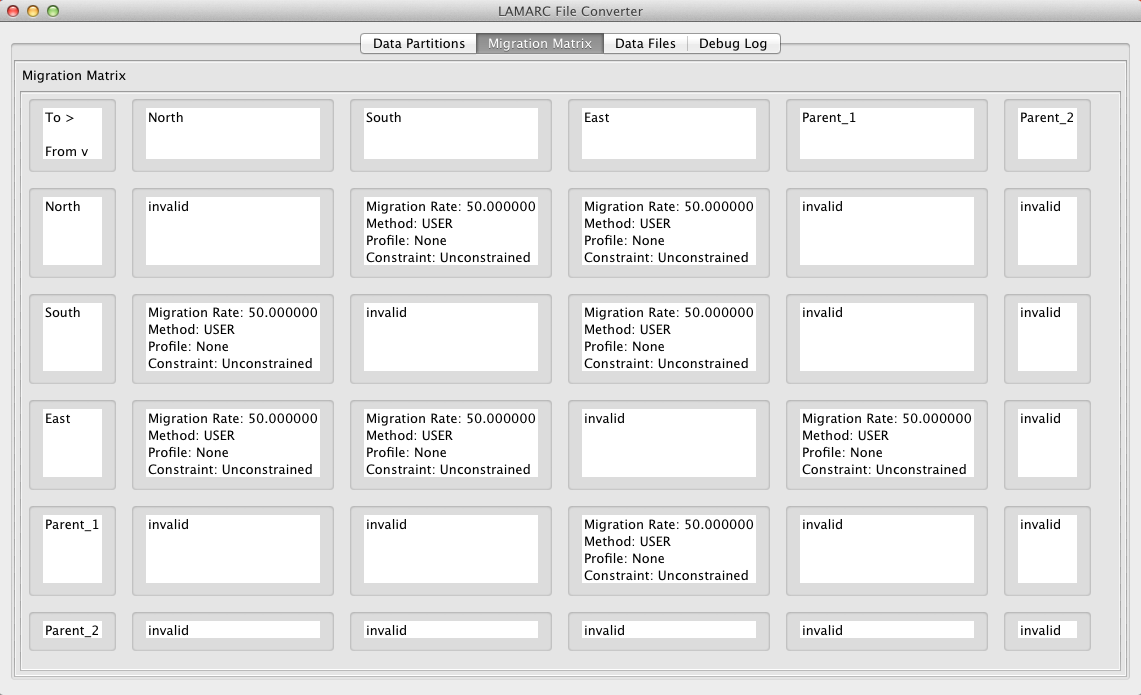 LAMARC File Converter
Data Partitions Migration Matrix Data Files Debug Log
Migration Matrix
To >
From v
North
South
East
Parent_1
Parent_2
North
invalid
Migration Rate: 50.000000
Method: USER
Profile: None
Constraint: Unconstrained
Migration Rate: 50.000000
Method: USER
Profile: None
Constraint: Unconstrained
invalid
invalid
South
Migration Rate: 50.000000
Method: USER
Profile: None
Constraint: Unconstrained
invalid
Migration Rate: 50.000000
Method: USER
Profile: None
Constraint: Unconstrained
invalid
invalid
East
Migration Rate: 50.000000
Method: USER
Profile: None
Constraint: Unconstrained
Migration Rate: 50.000000
Method: USER
Profile: None
Constraint: Unconstrained
invalid
Migration Rate: 50.000000
Method: USER
Profile: None
Constraint: Unconstrained
invalid
Parent_1
invalid
invalid
Migration Rate: 50.000000
Method: USER
Profile: None
Constraint: Unconstrained
invalid
invalid
Parent_2
invalid
invalid
invalid
invalid
invalid